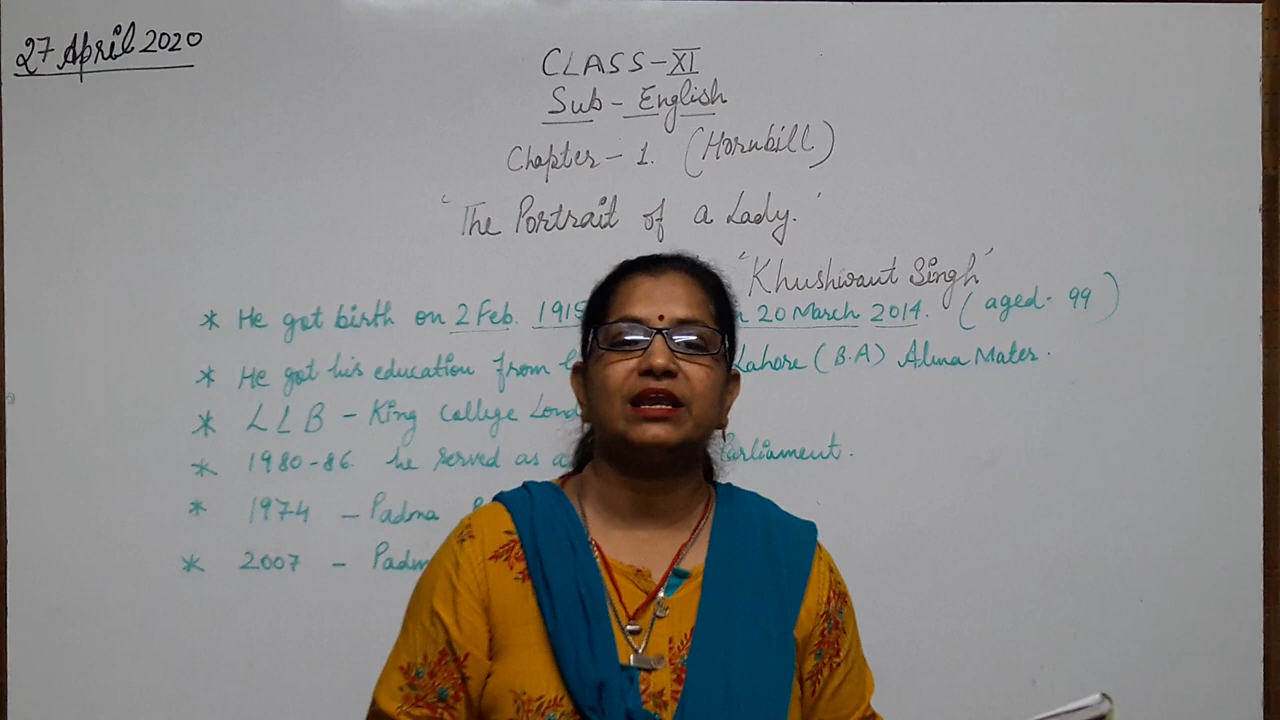 27 April 2020
CLASS-XI
Sub - English
Chapter - 1. (Hornbill)
'The Portrait of a Lady.'
"Khushwant Singh"
* He got birth on 2 Feb. 1915 20 March 2014. (aged- 99)
* He got his education from Lahore (B.A) Alma Mater.
* LLB - King College
* 1980-86. he served as Parliament.
* 1974 - Padma
* 2007 -